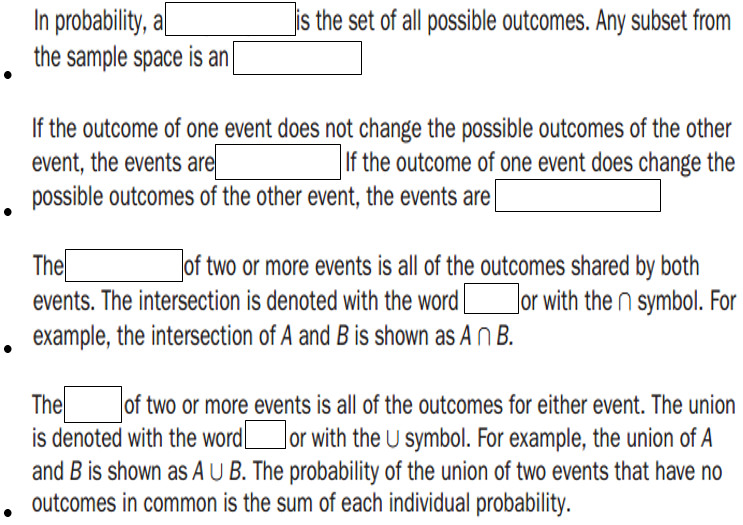 In probability, a is the set of all possible outcomes. Any subset from
the sample space is an
If the outcome of one event does not change the possible outcomes of the other
event, the events are If the outcome of one event does change the
possible outcomes of the other event, the events are
The of two or more events is all of the outcomes shared by both
events. The intersection is denoted with the word or with the ∩ symbol. For
example, the intersection of A and B is shown as A ∩ B.
The of two or more events is all of the outcomes for either event. The union
is denoted with the word or with the ∪ symbol. For example, the union of A
and B is shown as A ∪ B. The probability of the union of two events that have no
outcomes in common is the sum of each individual probability.